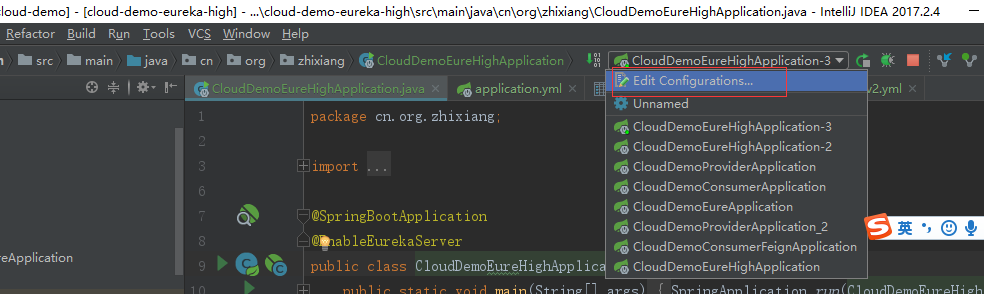 cloud-demo] - [cloud-demo-eureka-high] - ...\cloud-demo-eureka-high\src\main\java\cn\org\zhixiang\CloudDemoEureHighApplication.java - IntelliJ IDEA 2017.2.4
Refactor Build Run Tools VCS Window Help
src main java cn org zhixiang CloudDemoEureHighApplication CloudDemoEureHighApplication-3
CloudDemoEureHighApplication.java application.yml v2.yml
Edit Configurations...
Unnamed
CloudDemoEureHighApplication-3
CloudDemoEureHighApplication-2
CloudDemoProviderApplication
CloudDemoConsumerApplication
CloudDemoEureApplication
CloudDemoProviderApplication_2
CloudDemoConsumerFeignApplication
CloudDemoEureHighApplication
1 package cn.org.zhixiang;
2
3 import ...
6
7 @SpringBootApplication
8 @EnableEurekaServer
9 public class CloudDemoEureHighApplica
10 public static void main(String[] args) { SpringApplication.run(CloudDemoEureHigh
reApplication
S 英